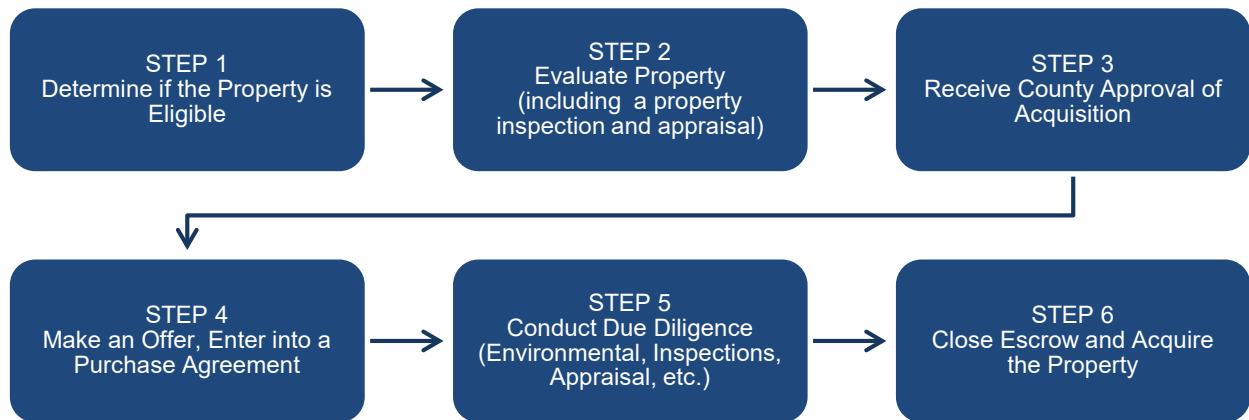 STEP 1
Determine if the Property is
Eligible
STEP 2
Evaluate Property
(including  a property
inspection and appraisal)
STEP 3
Receive County Approval of
Acquisition
STEP 4
Make an Offer, Enter into a
Purchase Agreement
STEP 5
Conduct Due Diligence
(Environmental, Inspections,
Appraisal, etc.)
STEP 6
Close Escrow and Acquire
the Property